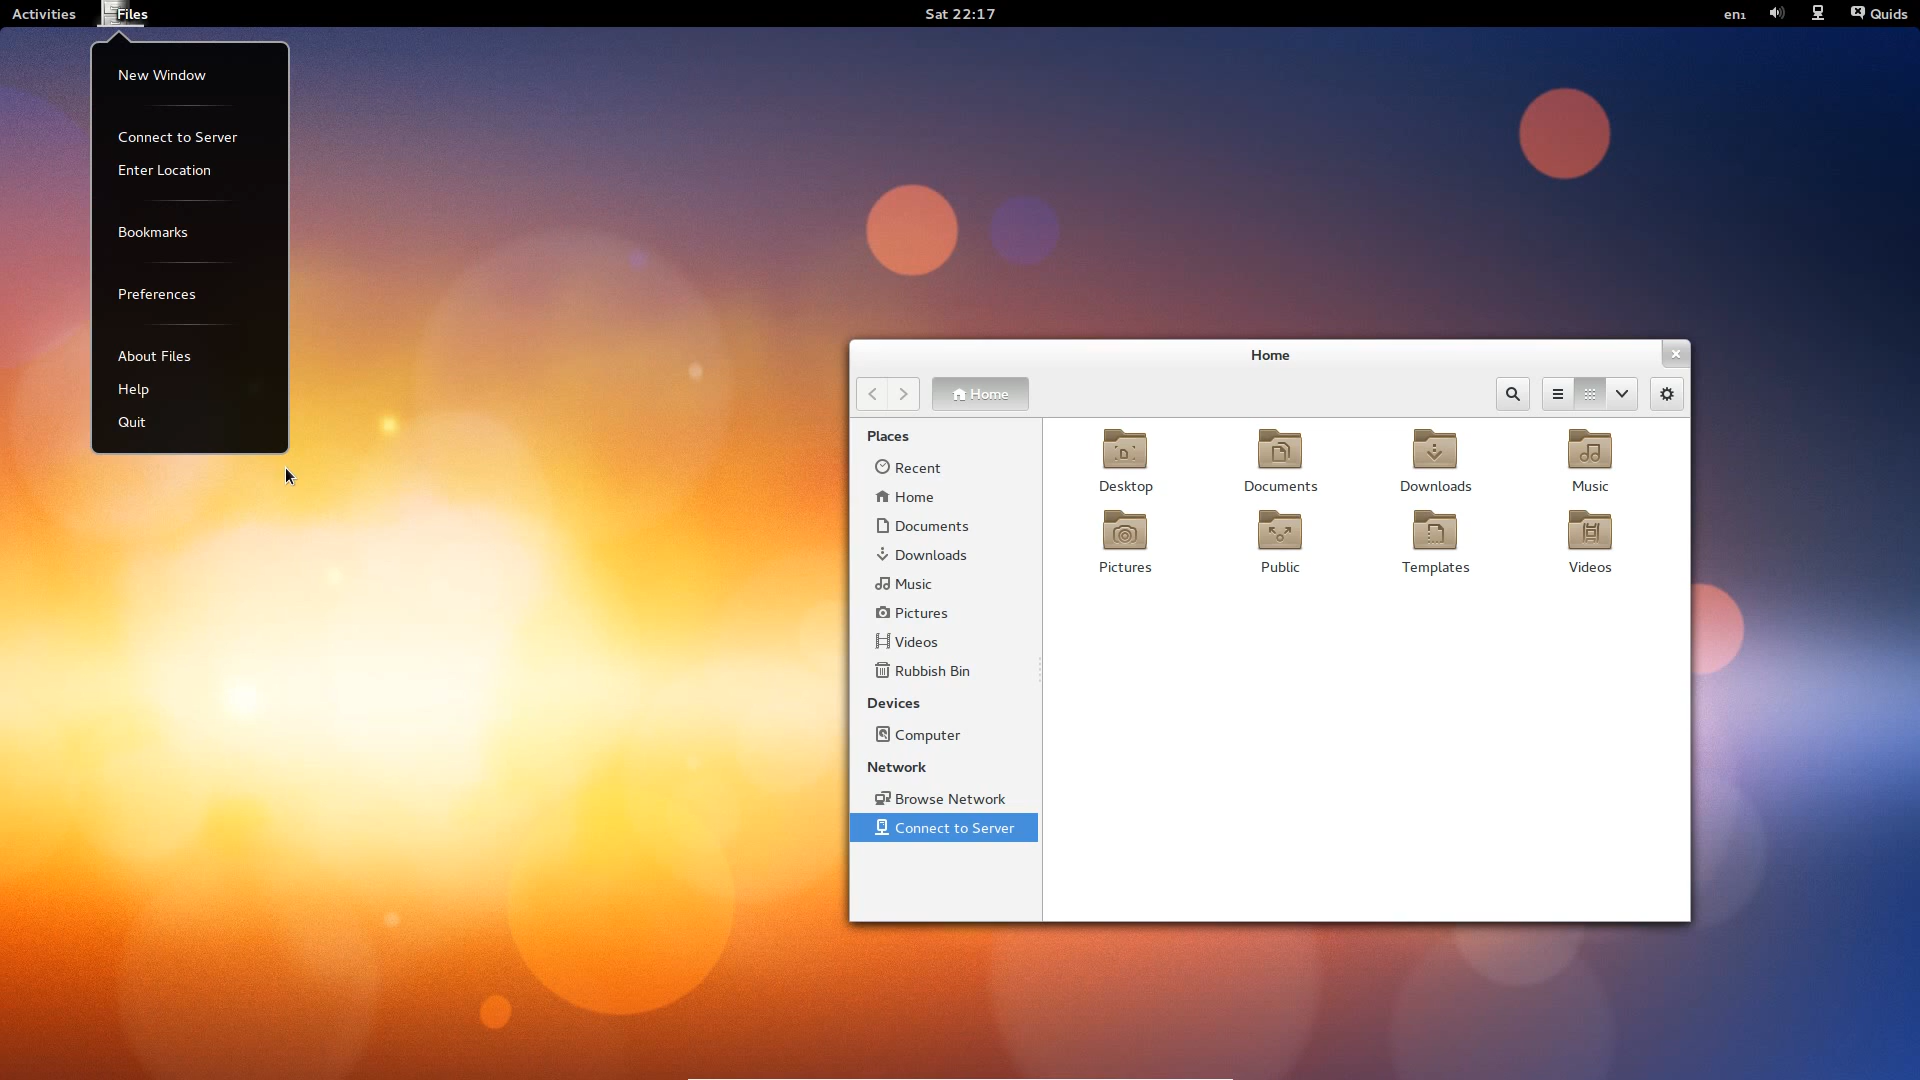 Activities
Files
Sat 22:17
en₁
Quids
New Window
Connect to Server
Enter Location
Bookmarks
Preferences
About Files
Help
Quit
Home
Home
Places
Recent
Home
Documents
Downloads
Music
Pictures
Videos
Rubbish Bin
Devices
Computer
Network
Browse Network
Connect to Server
Desktop
Documents
Downloads
Music
Pictures
Public
Templates
Videos